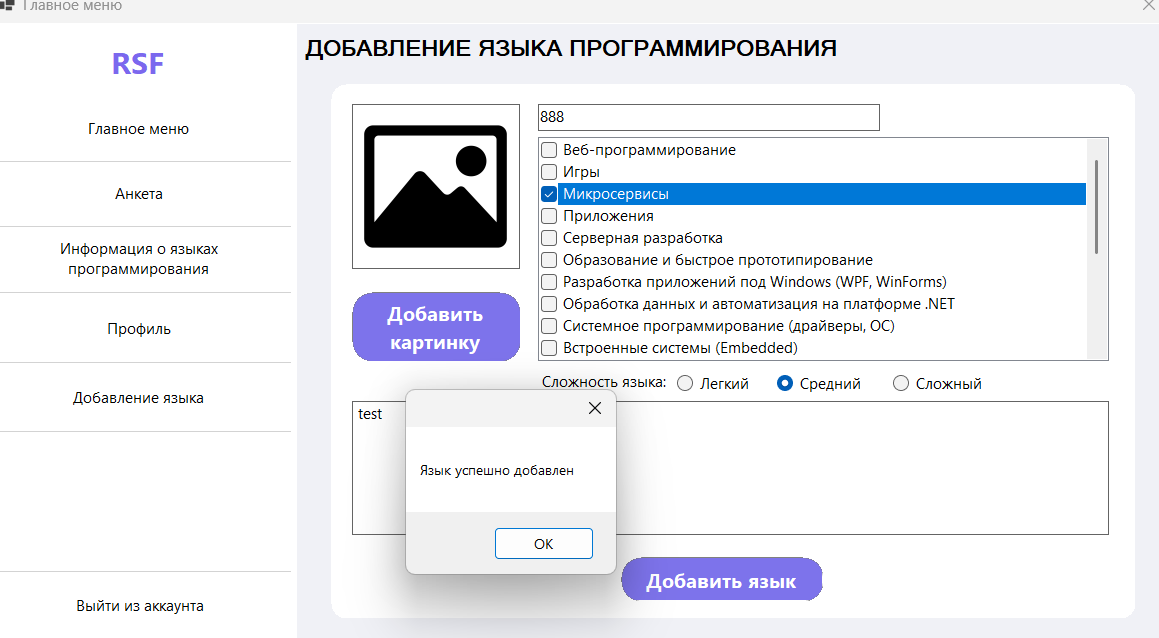 Главное меню
RSF
Главное меню
Анкета
Информация о языках
программирования
Профиль
Добавление языка
Выйти из аккаунта
ДОБАВЛЕНИЕ ЯЗЫКА ПРОГРАММИРОВАНИЯ
888
Веб-программирование
Игры
Микросервисы
Приложения
Серверная разработка
Образование и быстрое прототипирование
Разработка приложений под Windows (WPF, WinForms)
Обработка данных и автоматизация на платформе .NET
Системное программирование (драйверы, ОС)
Встроенные системы (Embedded)
Добавить
картинку
Сложность языка: Легкий Средний Сложный
test
Язык успешно добавлен
OK
Добавить язык